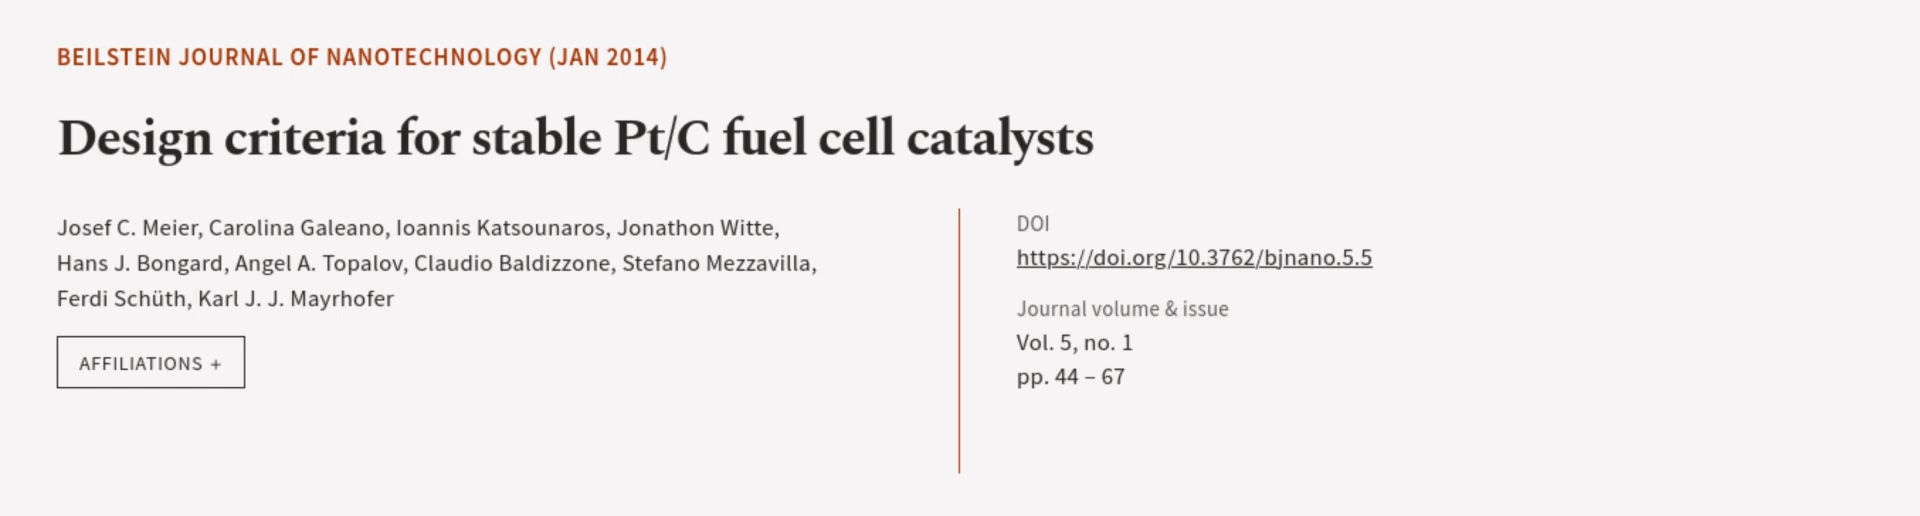 BEILSTEIN JOURNAL OF NANOTECHNOLOGY (JAN 2014)
Design criteria for stable Pt/C fuel cell catalysts
Josef C. Meier, Carolina Galeano, Ioannis Katsounaros, Jonathon Witte,
Hans J. Bongard, Angel A. Topalov, Claudio Baldizzone, Stefano Mezzavilla,
Ferdi Schüth, Karl J. J. Mayrhofer
AFFILIATIONS +
DOI
https://doi.org/10.3762/bjnano.5.5
Journal volume & issue
Vol. 5, no. 1
pp. 44 – 67